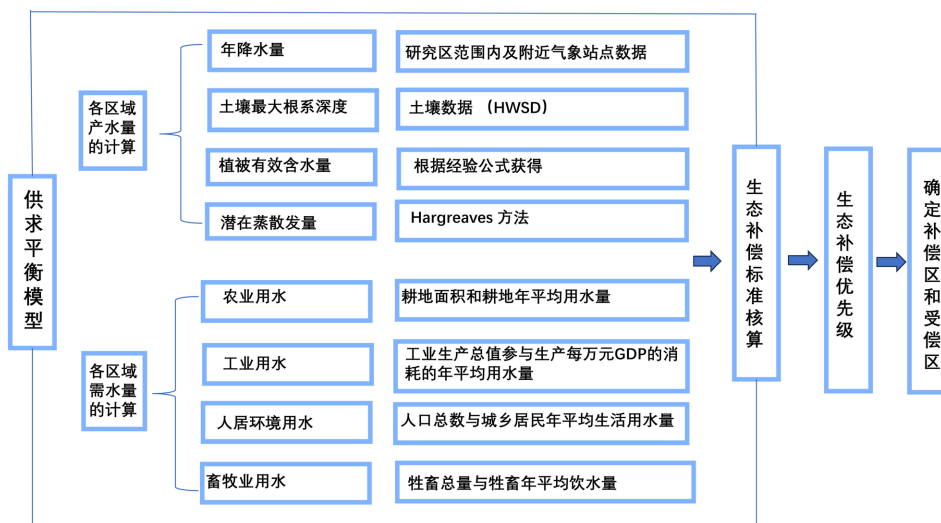 供求平衡模型
各区域
产水量
的计算
年降水量
研究区范围内及附近气象站点数据
土壤最大根系深度
土壤数据 （HWSD）
植被有效含水量
根据经验公式获得
潜在蒸散发量
Hargreaves 方法
各区域
需水量
的计算
农业用水
耕地面积和耕地年平均用水量
工业用水
工业生产总值参与生产每万元GDP的消
耗的年平均用水量
人居环境用水
人口总数与城乡居民年平均生活用水量
畜牧业用水
牲畜总量与牲畜年平均饮水量
生态补偿标准核算
生态补偿优先级
确定补偿区和受偿区